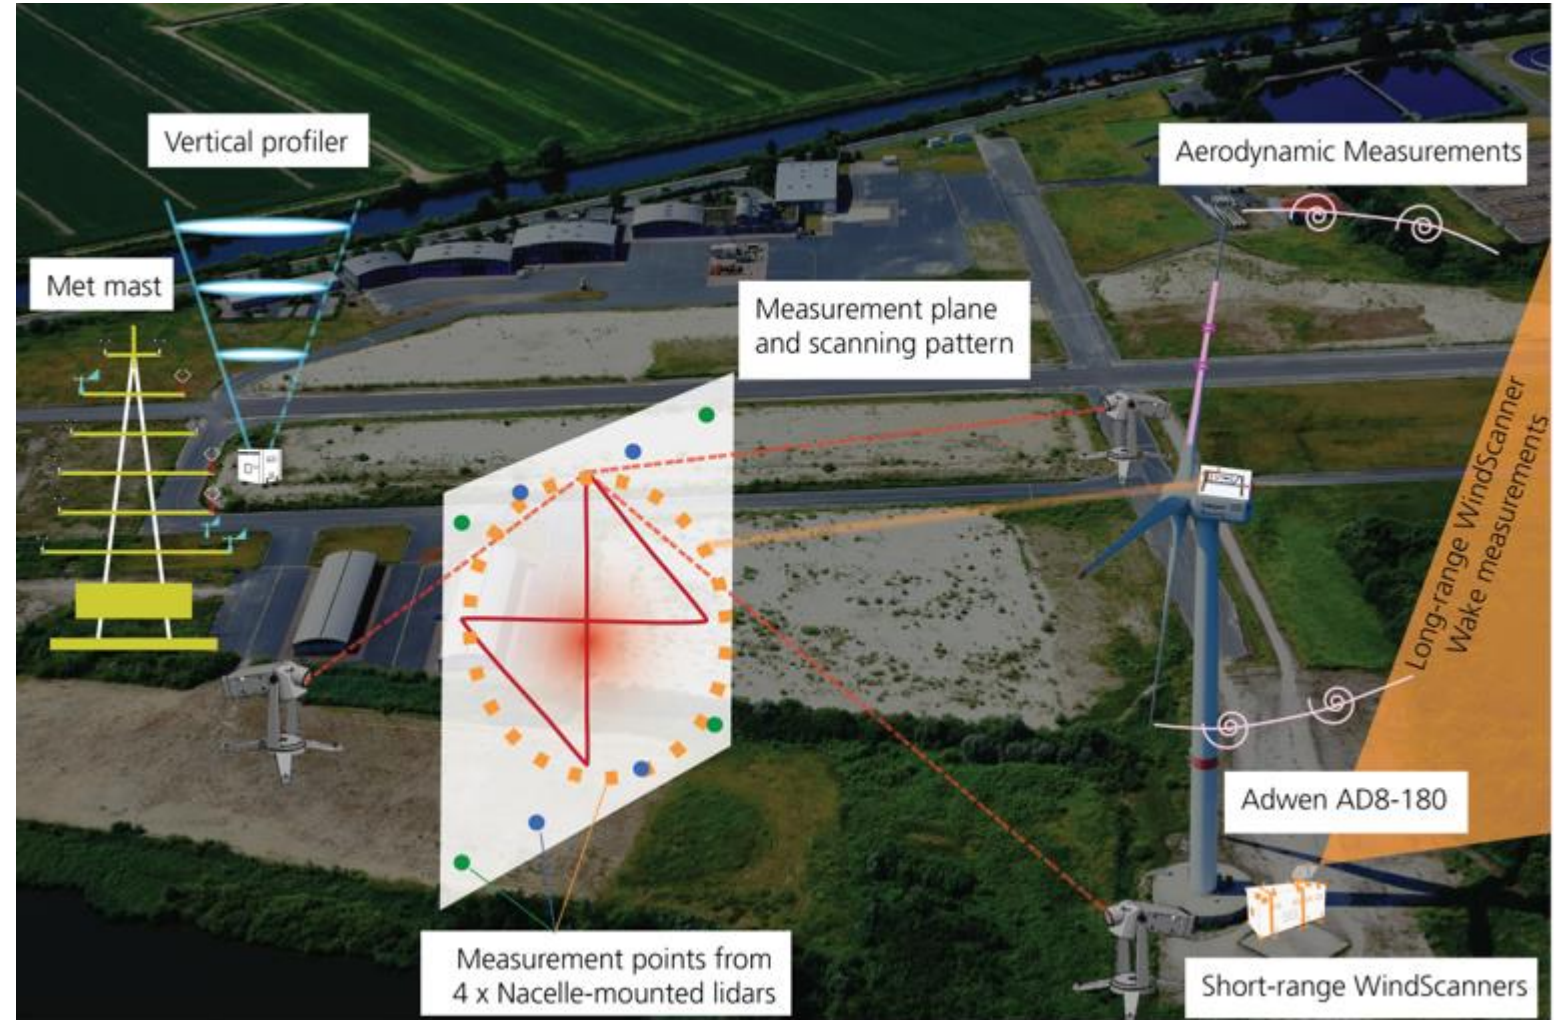 Vertical profiler
Aerodynamic Measurements
Met mast
Measurement plane
and scanning pattern
Long-range WindScanner
Wake measurements
Adwen AD8-180
Measurement points from
4 x Nacelle-mounted lidars
Short-range WindScanners